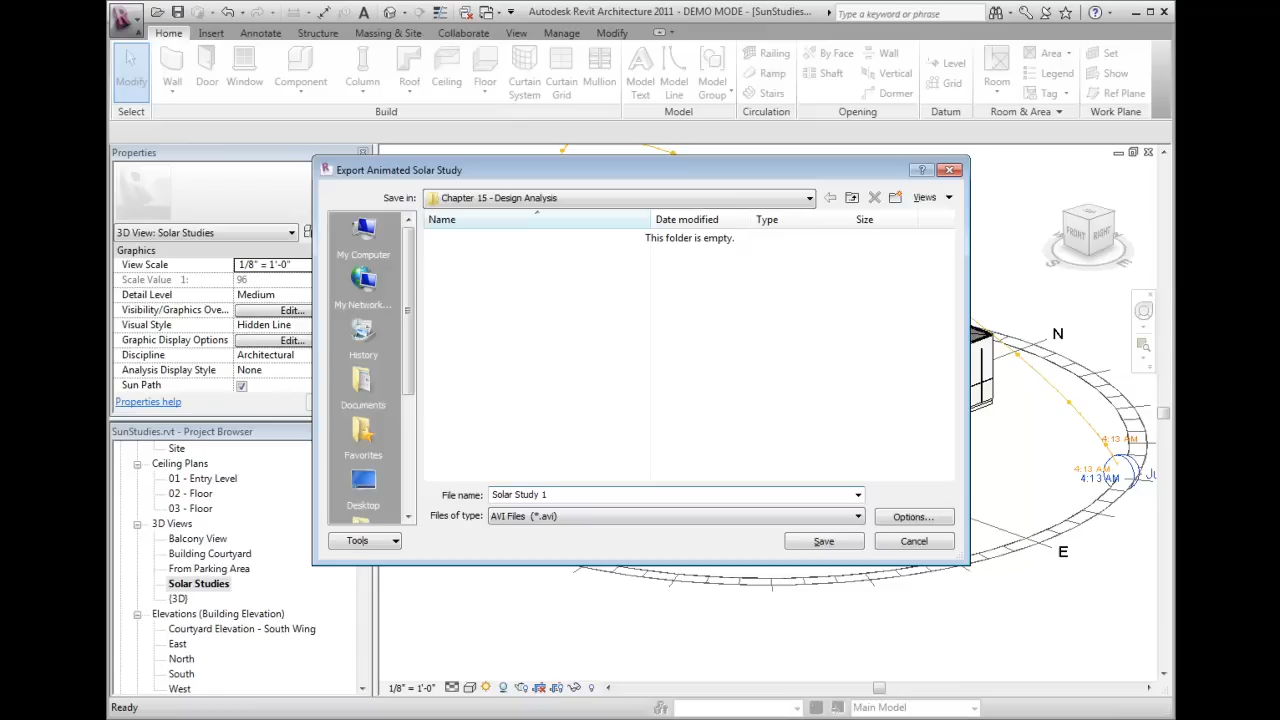 Autodesk Revit Architecture 2011 - DEMO MODE - [SunStudies...
Type a keyword or phrase
Home Insert Annotate Structure Massing & Site Collaborate View Manage Modify
Modify Wall Door Window Component Column Roof Ceiling Floor Curtain System Curtain Grid Mullion Model Text Model Line Model Group
Railing Ramp Stairs
By Face Shaft Wall Vertical Dormer
Level Grid
Room Area Legend Tag
Set Show Ref Plane
Select Build Model Circulation Opening Datum Room & Area Work Plane
Properties
3D View: Solar Studies
Graphics
View Scale 1/8" = 1'-0"
Scale Value 1: 96
Detail Level Medium
Visibility/Graphics Ove... Edit...
Visual Style Hidden Line
Graphic Display Options Edit...
Discipline Architectural
Analysis Display Style None
Sun Path
Properties help
SunStudies.rvt - Project Browser
Site
Ceiling Plans
01 - Entry Level
02 - Floor
03 - Floor
3D Views
Balcony View
Building Courtyard
From Parking Area
Solar Studies
{3D}
Elevations (Building Elevation)
Courtyard Elevation - South Wing
East
North
South
West
Export Animated Solar Study
Save in: Chapter 15 - Design Analysis Views
Name Date modified Type Size
This folder is empty.
My Computer
My Network...
History
Documents
Favorites
Desktop
File name: Solar Study 1
Files of type: AVI Files (*.avi) Options...
Tools Save Cancel
FRONT RIGHT
S E
N
4:13 AM
4:13 AM
4:13 AM
E
1/8" = 1'-0"
Ready Main Model